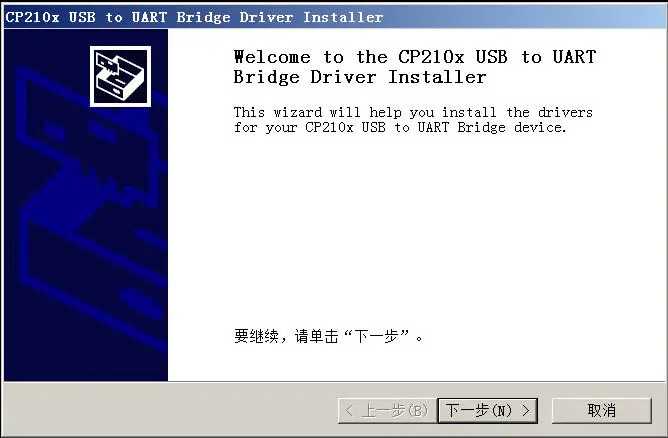 CP210x USB to UART Bridge Driver Installer
Welcome to the CP210x USB to UART
Bridge Driver Installer
This wizard will help you install the drivers
for your CP210x USB to UART Bridge device.
要继续，请单击“下一步”。
< 上一步(B)
下一步(N) >
取消